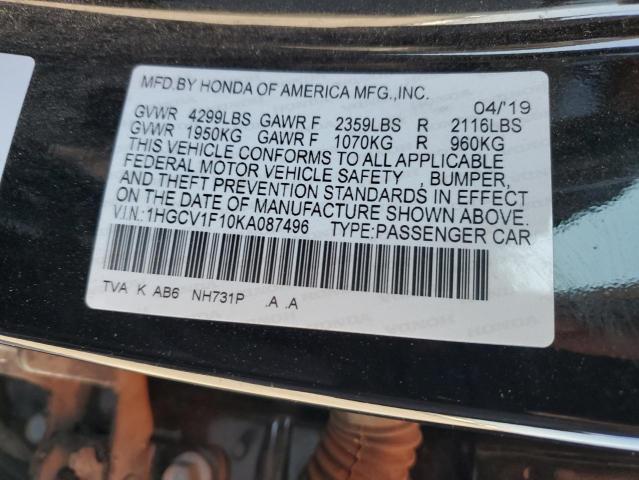 MFD.BY HONDA OF AMERICA MFG.,INC. 04/'19
GVWR 4299LBS GAWR F 2359LBS R 2116LBS
GVWR 1950KG GAWR F 1070KG R 960KG
THIS VEHICLE CONFORMS TO ALL APPLICABLE
FEDERAL MOTOR VEHICLE SAFETY , BUMPER,
AND THEFT PREVENTION STANDARDS IN EFFECT
ON THE DATE OF MANUFACTURE SHOWN ABOVE.
V.I.N.: 1HGCV1F10KA087496 TYPE:PASSENGER CAR
TVA K AB6 NH731P .A .A